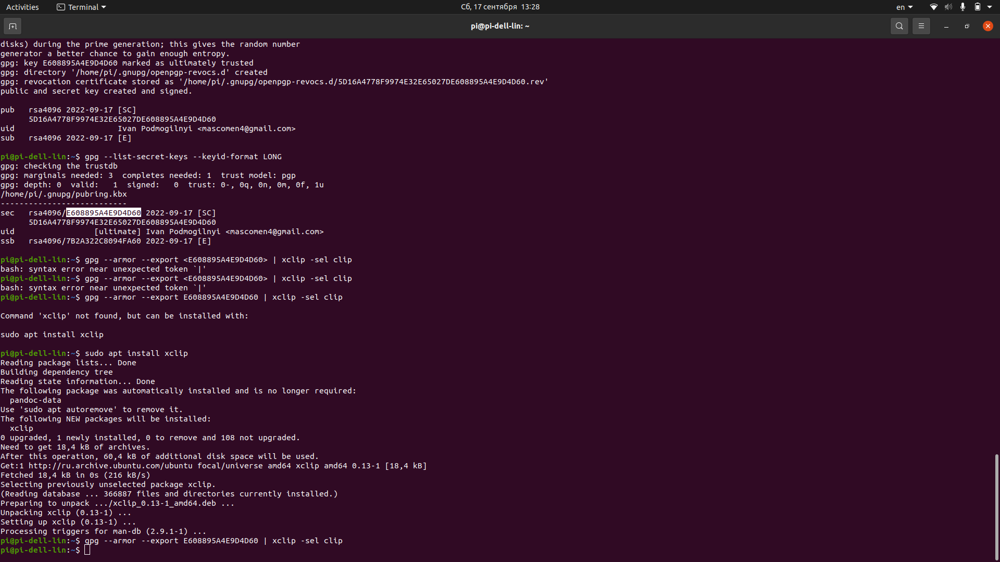 Activities Terminal Сб, 17 сентября 13:28 en
pi@pi-dell-lin: ~
disks) during the prime generation; this gives the random number
generator a better chance to gain enough entropy.
gpg: key E608895A4E9D4D60 marked as ultimately trusted
gpg: directory '/home/pi/.gnupg/openpgp-revocs.d' created
gpg: revocation certificate stored as '/home/pi/.gnupg/openpgp-revocs.d/5D16A4778F9974E32E65027DE608895A4E9D4D60.rev'
public and secret key created and signed.
pub   rsa4096 2022-09-17 [SC]
      5D16A4778F9974E32E65027DE608895A4E9D4D60
uid                      Ivan Podmogilnyi <mascomen4@gmail.com>
sub   rsa4096 2022-09-17 [E]
pi@pi-dell-lin:~$ gpg --list-secret-keys --keyid-format LONG
gpg: checking the trustdb
gpg: marginals needed: 3  completes needed: 1  trust model: pgp
gpg: depth: 0  valid:   1  signed:   0  trust: 0-, 0q, 0n, 0m, 0f, 1u
/home/pi/.gnupg/pubring.kbx
---------------------------
sec   rsa4096/E608895A4E9D4D60 2022-09-17 [SC]
      5D16A4778F9974E32E65027DE608895A4E9D4D60
uid                 [ultimate] Ivan Podmogilnyi <mascomen4@gmail.com>
ssb   rsa4096/7B2A322C8094FA60 2022-09-17 [E]
pi@pi-dell-lin:~$ gpg --armor --export <E608895A4E9D4D60> | xclip -sel clip
bash: syntax error near unexpected token `|'
pi@pi-dell-lin:~$ gpg --armor --export <E608895A4E9D4D60> | xclip -sel clip
bash: syntax error near unexpected token `|'
pi@pi-dell-lin:~$ gpg --armor --export E608895A4E9D4D60 | xclip -sel clip
Command 'xclip' not found, but can be installed with:
sudo apt install xclip
pi@pi-dell-lin:~$ sudo apt install xclip
Reading package lists... Done
Building dependency tree
Reading state information... Done
The following package was automatically installed and is no longer required:
  pandoc-data
Use 'sudo apt autoremove' to remove it.
The following NEW packages will be installed:
  xclip
0 upgraded, 1 newly installed, 0 to remove and 108 not upgraded.
Need to get 18,4 kB of archives.
After this operation, 60,4 kB of additional disk space will be used.
Get:1 http://ru.archive.ubuntu.com/ubuntu focal/universe amd64 xclip amd64 0.13-1 [18,4 kB]
Fetched 18,4 kB in 0s (216 kB/s)
Selecting previously unselected package xclip.
(Reading database ... 366887 files and directories currently installed.)
Preparing to unpack .../xclip_0.13-1_amd64.deb ...
Unpacking xclip (0.13-1) ...
Setting up xclip (0.13-1) ...
Processing triggers for man-db (2.9.1-1) ...
pi@pi-dell-lin:~$ gpg --armor --export E608895A4E9D4D60 | xclip -sel clip
pi@pi-dell-lin:~$